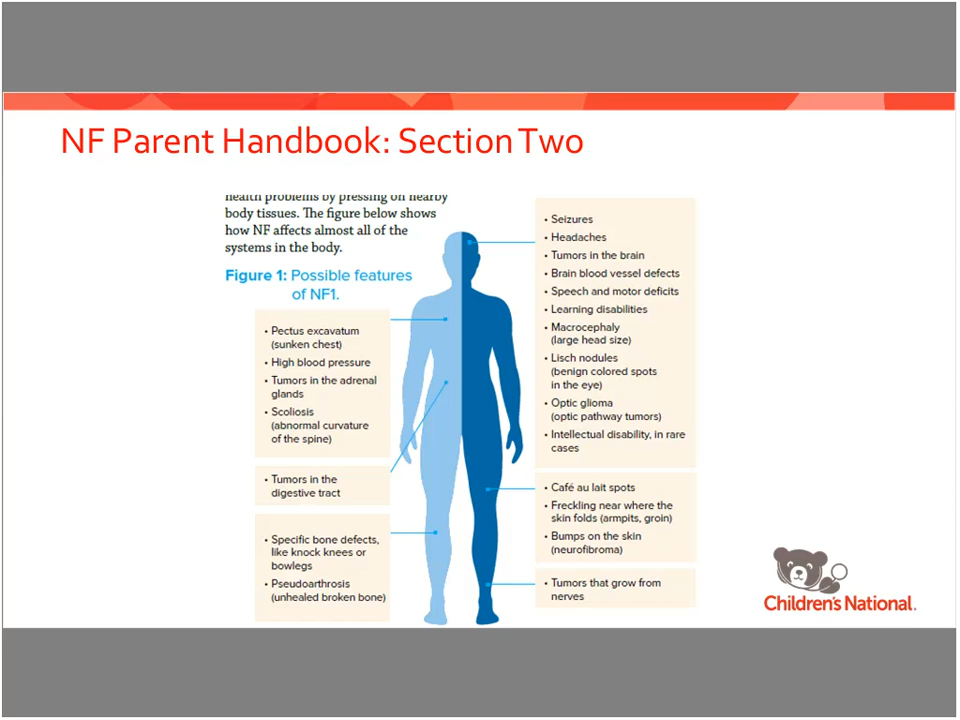 NF Parent Handbook: Section Two
health problems by pressing on nearby
body tissues. The figure below shows
how NF affects almost all of the
systems in the body.
Figure 1: Possible features
of NF1.
• Pectus excavatum
(sunken chest)
• High blood pressure
• Tumors in the adrenal
glands
• Scoliosis
(abnormal curvature
of the spine)
• Tumors in the
digestive tract
• Specific bone defects,
like knock knees or
bowlegs
• Pseudoarthrosis
(unhealed broken bone)
• Seizures
• Headaches
• Tumors in the brain
• Brain blood vessel defects
• Speech and motor deficits
• Learning disabilities
• Macrocephaly
(large head size)
• Lisch nodules
(benign colored spots
in the eye)
• Optic glioma
(optic pathway tumors)
• Intellectual disability, in rare
cases
• Café au lait spots
• Freckling near where the
skin folds (armpits, groin)
• Bumps on the skin
(neurofibroma)
• Tumors that grow from
nerves
Children's National.